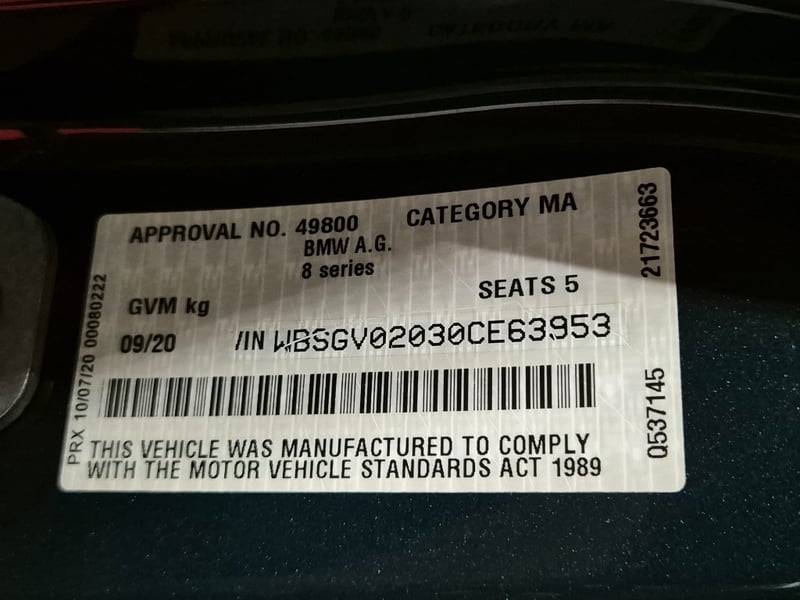 APPROVAL NO. 49800
CATEGORY MA
BMW A.G.
8 series
GVM kg
SEATS 5
09/20
/IN WBSGV02030CE63953
THIS VEHICLE WAS MANUFACTURED TO COMPLY
WITH THE MOTOR VEHICLE STANDARDS ACT 1989
PRX 10/07/20 00080222
21723663
Q537145